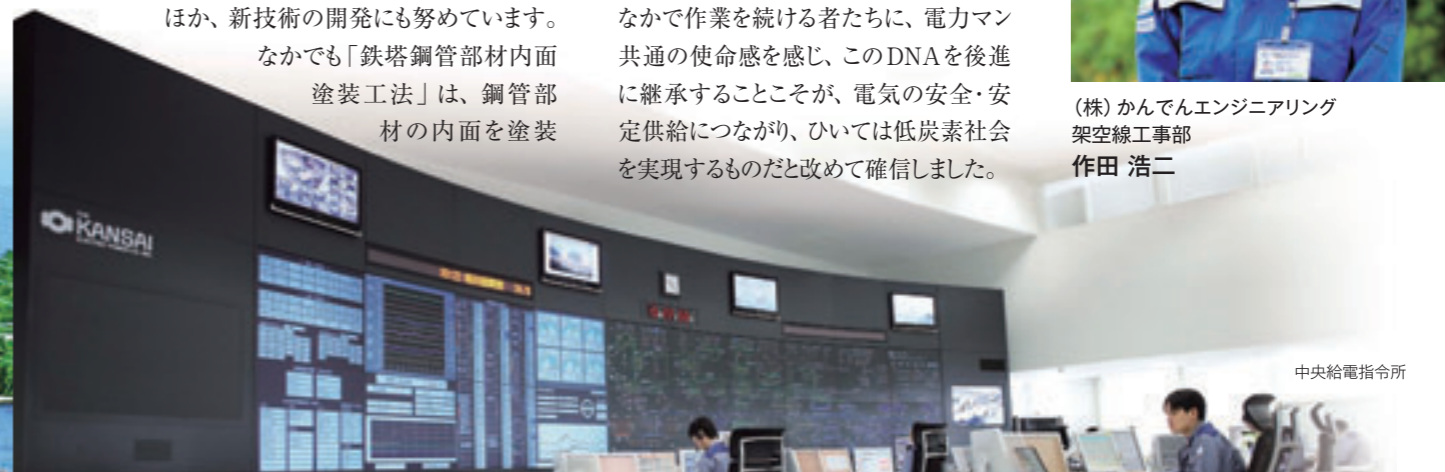 ほか、新技術の開発にも努めています。
なかでも「鉄塔鋼管部材内面
塗装工法」は、鋼管部
材の内面を塗装
なかで作業を続ける者たちに、電力マン
共通の使命感を感じ、このDNAを後進
に継承することこそが、電気の安全・安
定供給につながり、ひいては低炭素社会
を実現するものだと改めて確信しました。
(株)かんでんエンジニアリング
架空線工事部
作田 浩二
KANSAI
中央給電指令所